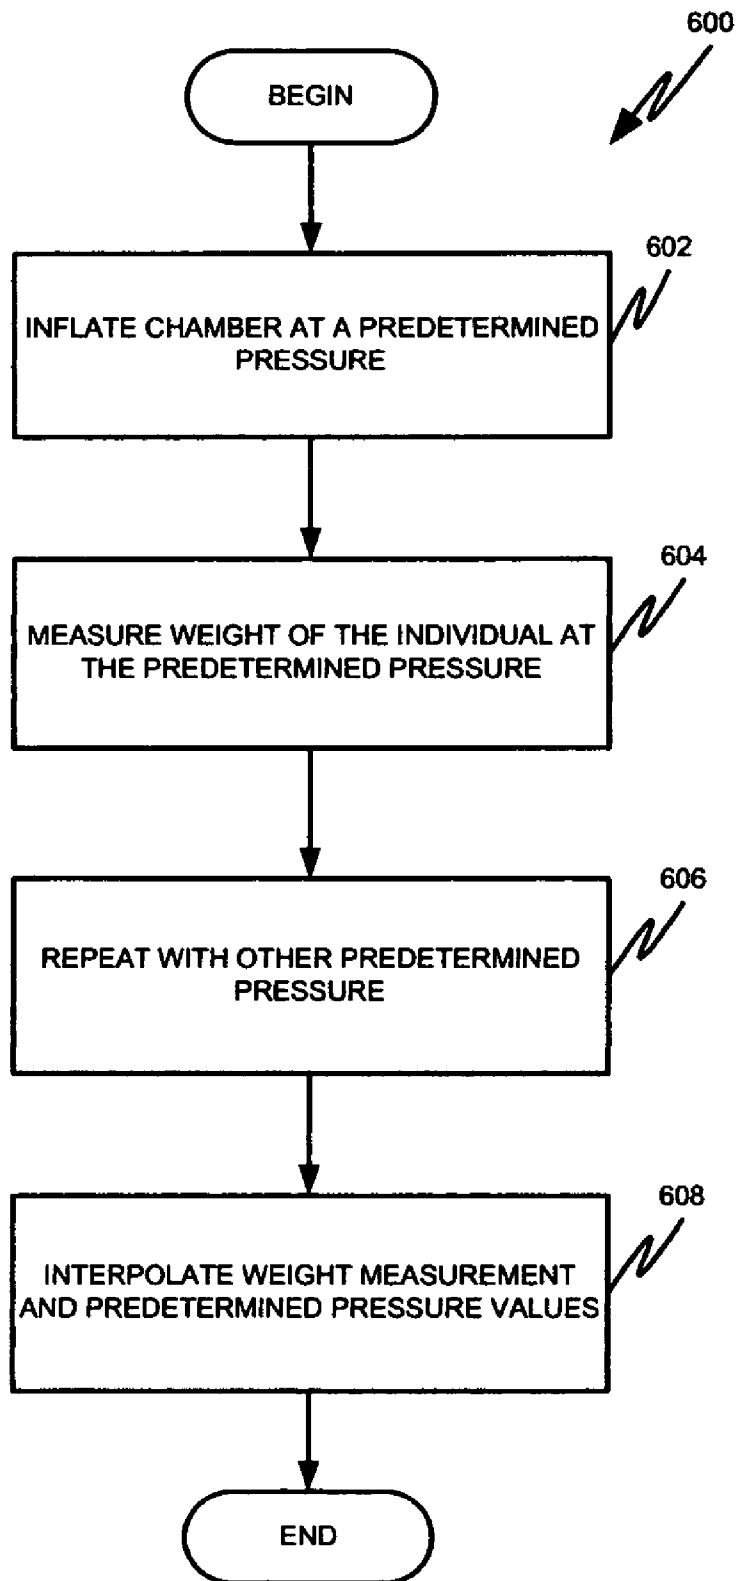 600
BEGIN
602
INFLATE CHAMBER AT A PREDETERMINED
PRESSURE
604
MEASURE WEIGHT OF THE INDIVIDUAL AT
THE PREDETERMINED PRESSURE
606
REPEAT WITH OTHER PREDETERMINED
PRESSURE
608
INTERPOLATE WEIGHT MEASUREMENT
AND PREDETERMINED PRESSURE VALUES
END